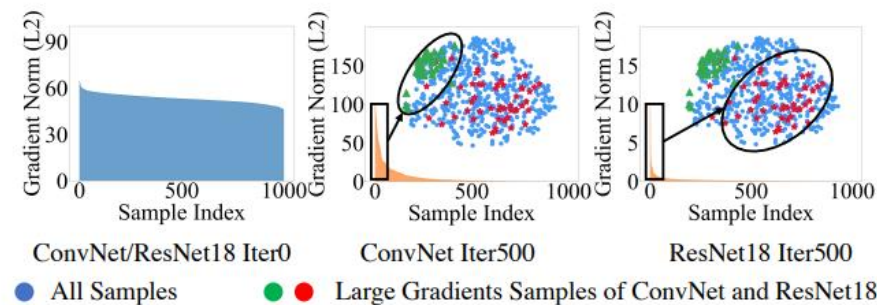 Gradient Norm (L2)
90
60
30
0
0
500
1000
Sample Index
ConvNet/ResNet18 Iter0
Gradient Norm (L2)
150
100
50
0
0
500
1000
Sample Index
ConvNet Iter500
Gradient Norm (L2)
15
10
5
0
0
500
1000
Sample Index
ResNet18 Iter500
All Samples
Large Gradients Samples of ConvNet and ResNet18